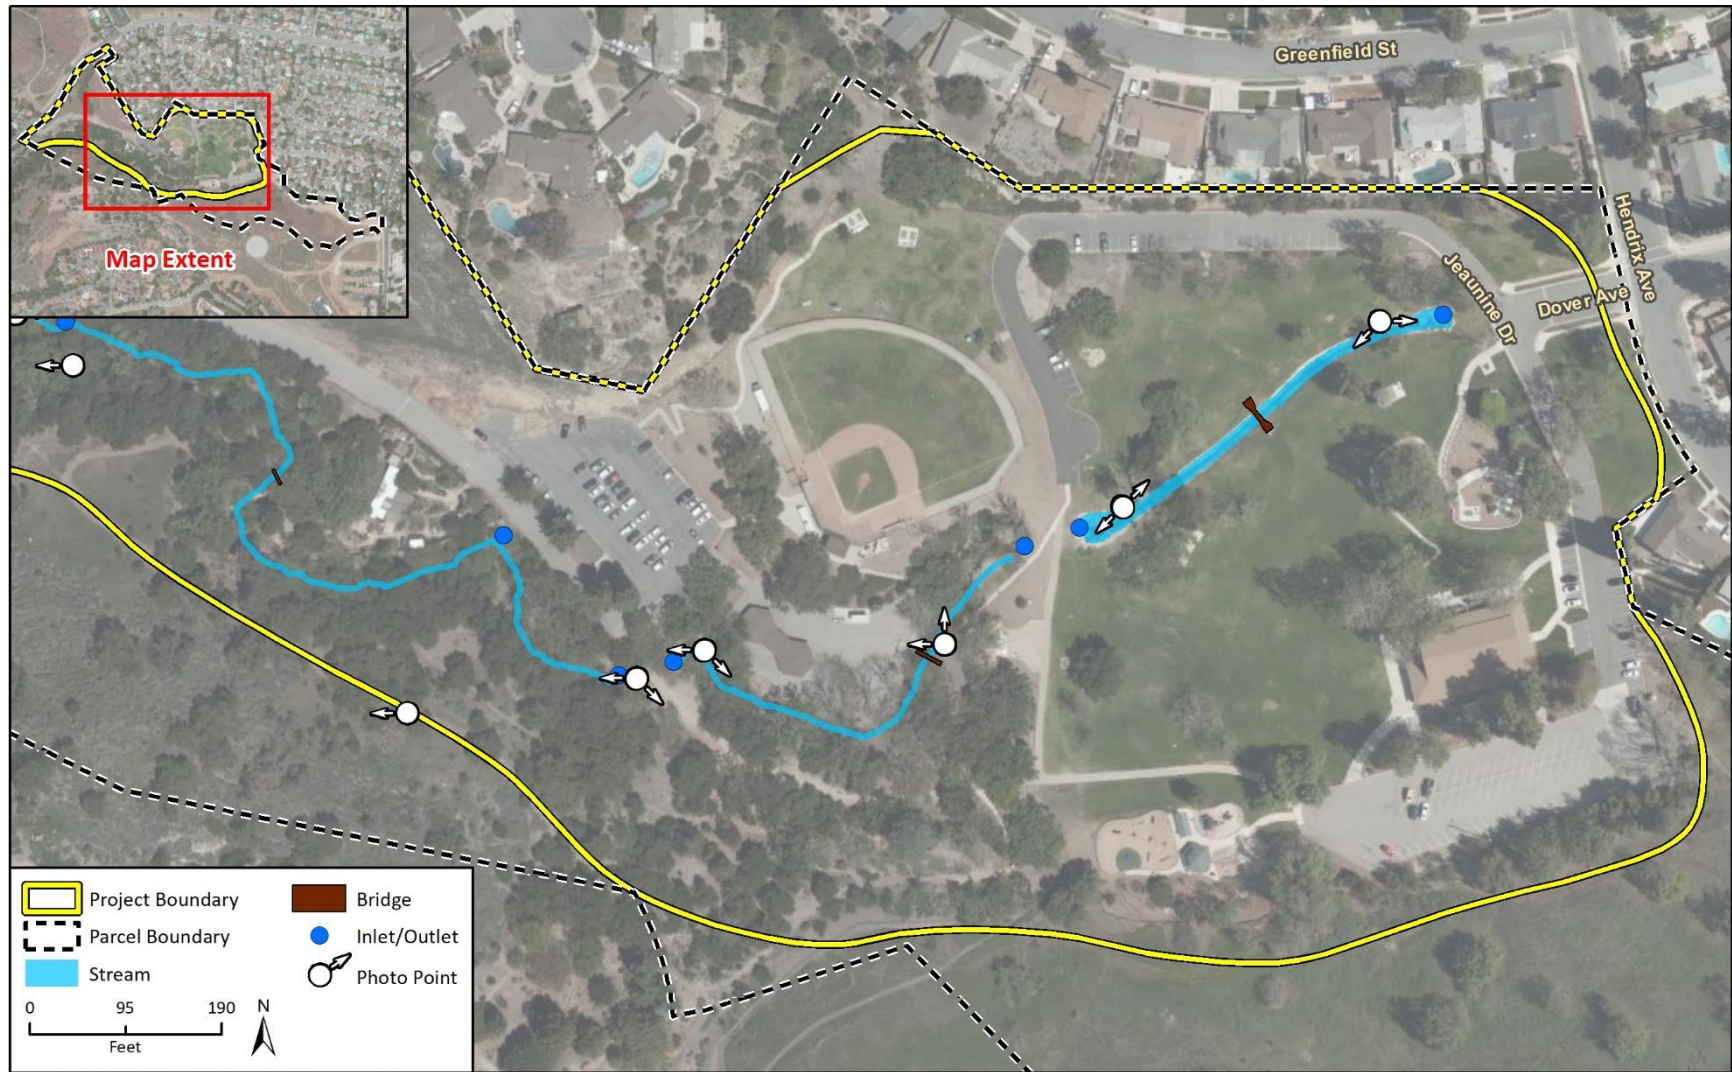 Greenfield St
Hendrix Ave
Jeaunine Dr
Dover Ave
Map Extent
Project Boundary
Parcel Boundary
Stream
Bridge
Inlet/Outlet
Photo Point
0 95 190
Feet
N